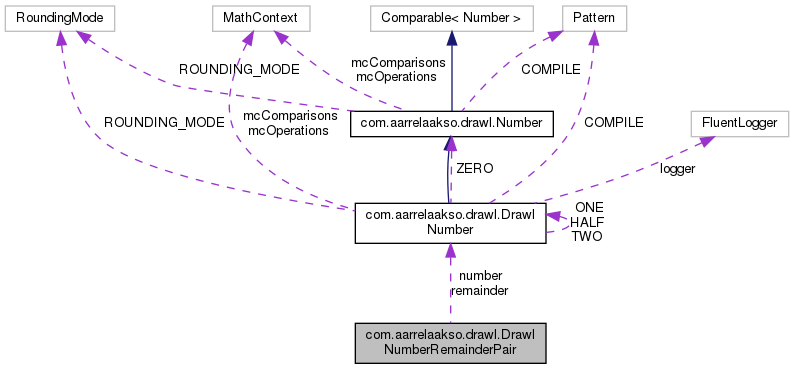 RoundingMode
MathContext
Comparable< Number >
Pattern
ROUNDING_MODE
mcComparisons
mcOperations
COMPILE
com.aarrelaakso.drawl.Number
FluentLogger
ROUNDING_MODE
mcComparisons
mcOperations
COMPILE
ZERO
logger
com.aarrelaakso.drawl.Drawl
Number
ONE
HALF
TWO
number
remainder
com.aarrelaakso.drawl.Drawl
NumberRemainderPair